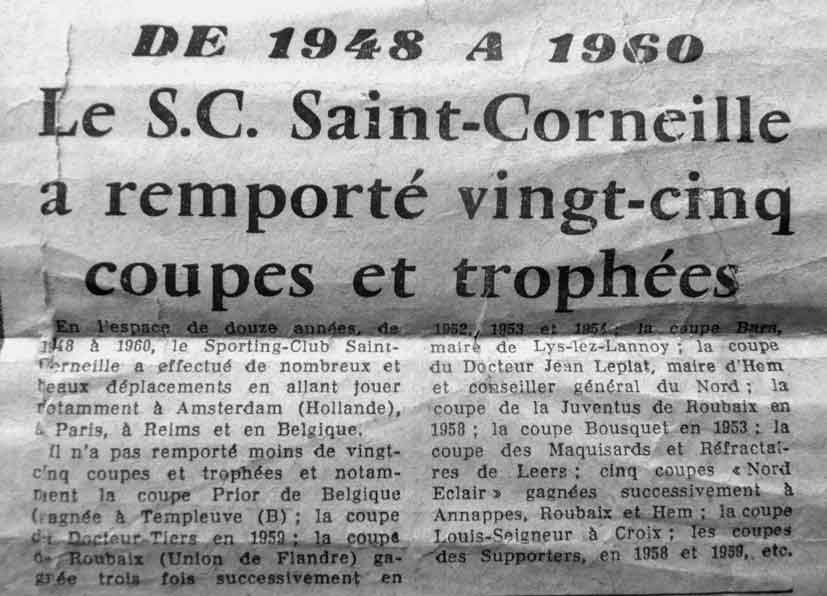 DE 1948 A 1960
Le S.C. Saint-Corneille
a remporté vingt-cinq
coupes et trophées
En l'espace de douze années, de
1948 à 1960, le Sporting-Club Saint-
Corneille a effectué de nombreux et
beaux déplacements en allant jouer
notamment à Amsterdam (Hollande),
à Paris, à Reims et en Belgique.
Il n'a pas remporté moins de vingt-
cinq coupes et trophées et notam-
ment la coupe Prior de Belgique
(gagnée à Templeuve (B) ; la coupe
du Docteur-Tiers en 1959 ; la coupe
de Roubaix (Union de Flandre) ga-
gnée trois fois successivement en
1952, 1953 et 1954 ; la coupe
maire de Lys-lez-Lannoy ; la coupe
du Docteur Jean Leplat, maire d'Hem
et conseiller général du Nord ; la
coupe de la Juventus de Roubaix en
1958 ; la coupe Bousquet en 1953 ; la
coupe des Maquisards et Réfractai-
res de Leers ; cinq coupes « Nord
Eclair » gagnées successivement à
Annappes, Roubaix et Hem ; la coupe
Louis-Seigneur à Croix ; les coupes
des Supporters, en 1958 et 1959, etc.